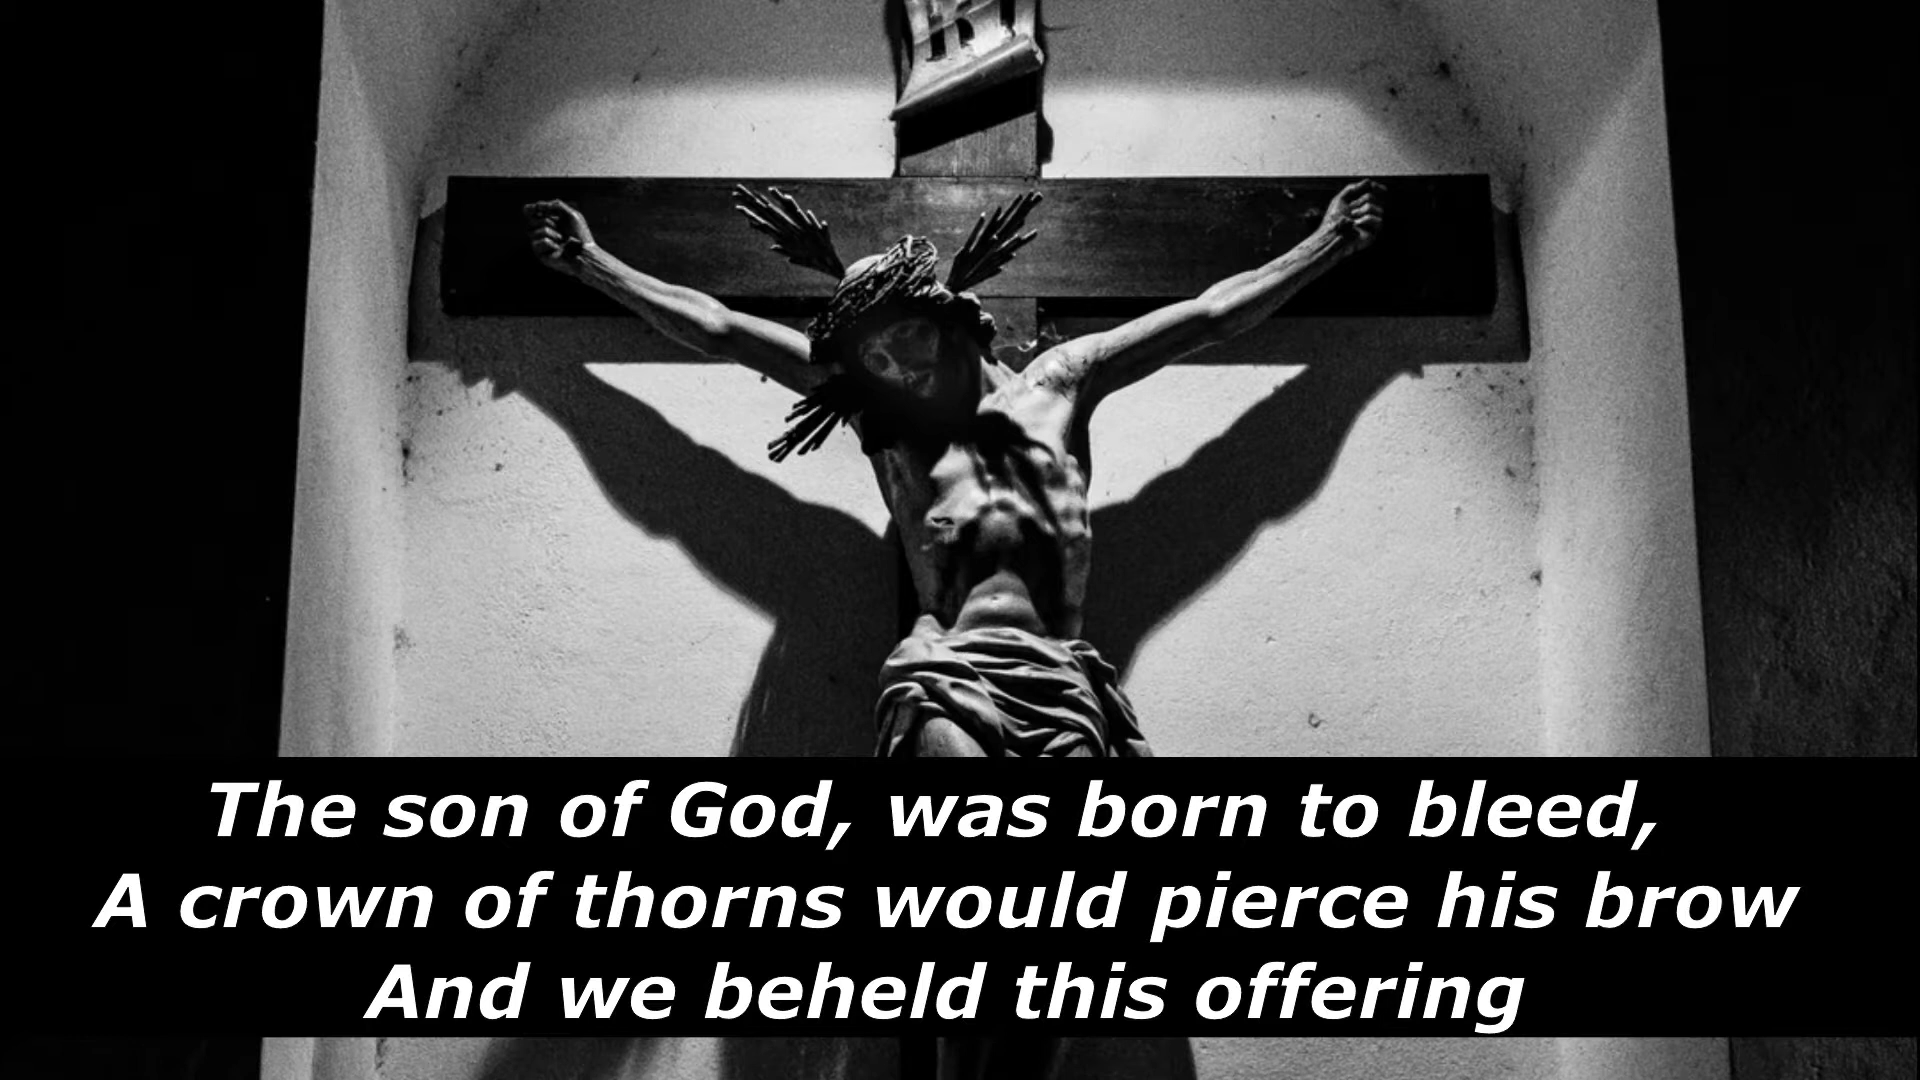 The son of God, was born to bleed,
A crown of thorns would pierce his brow
And we beheld this offering